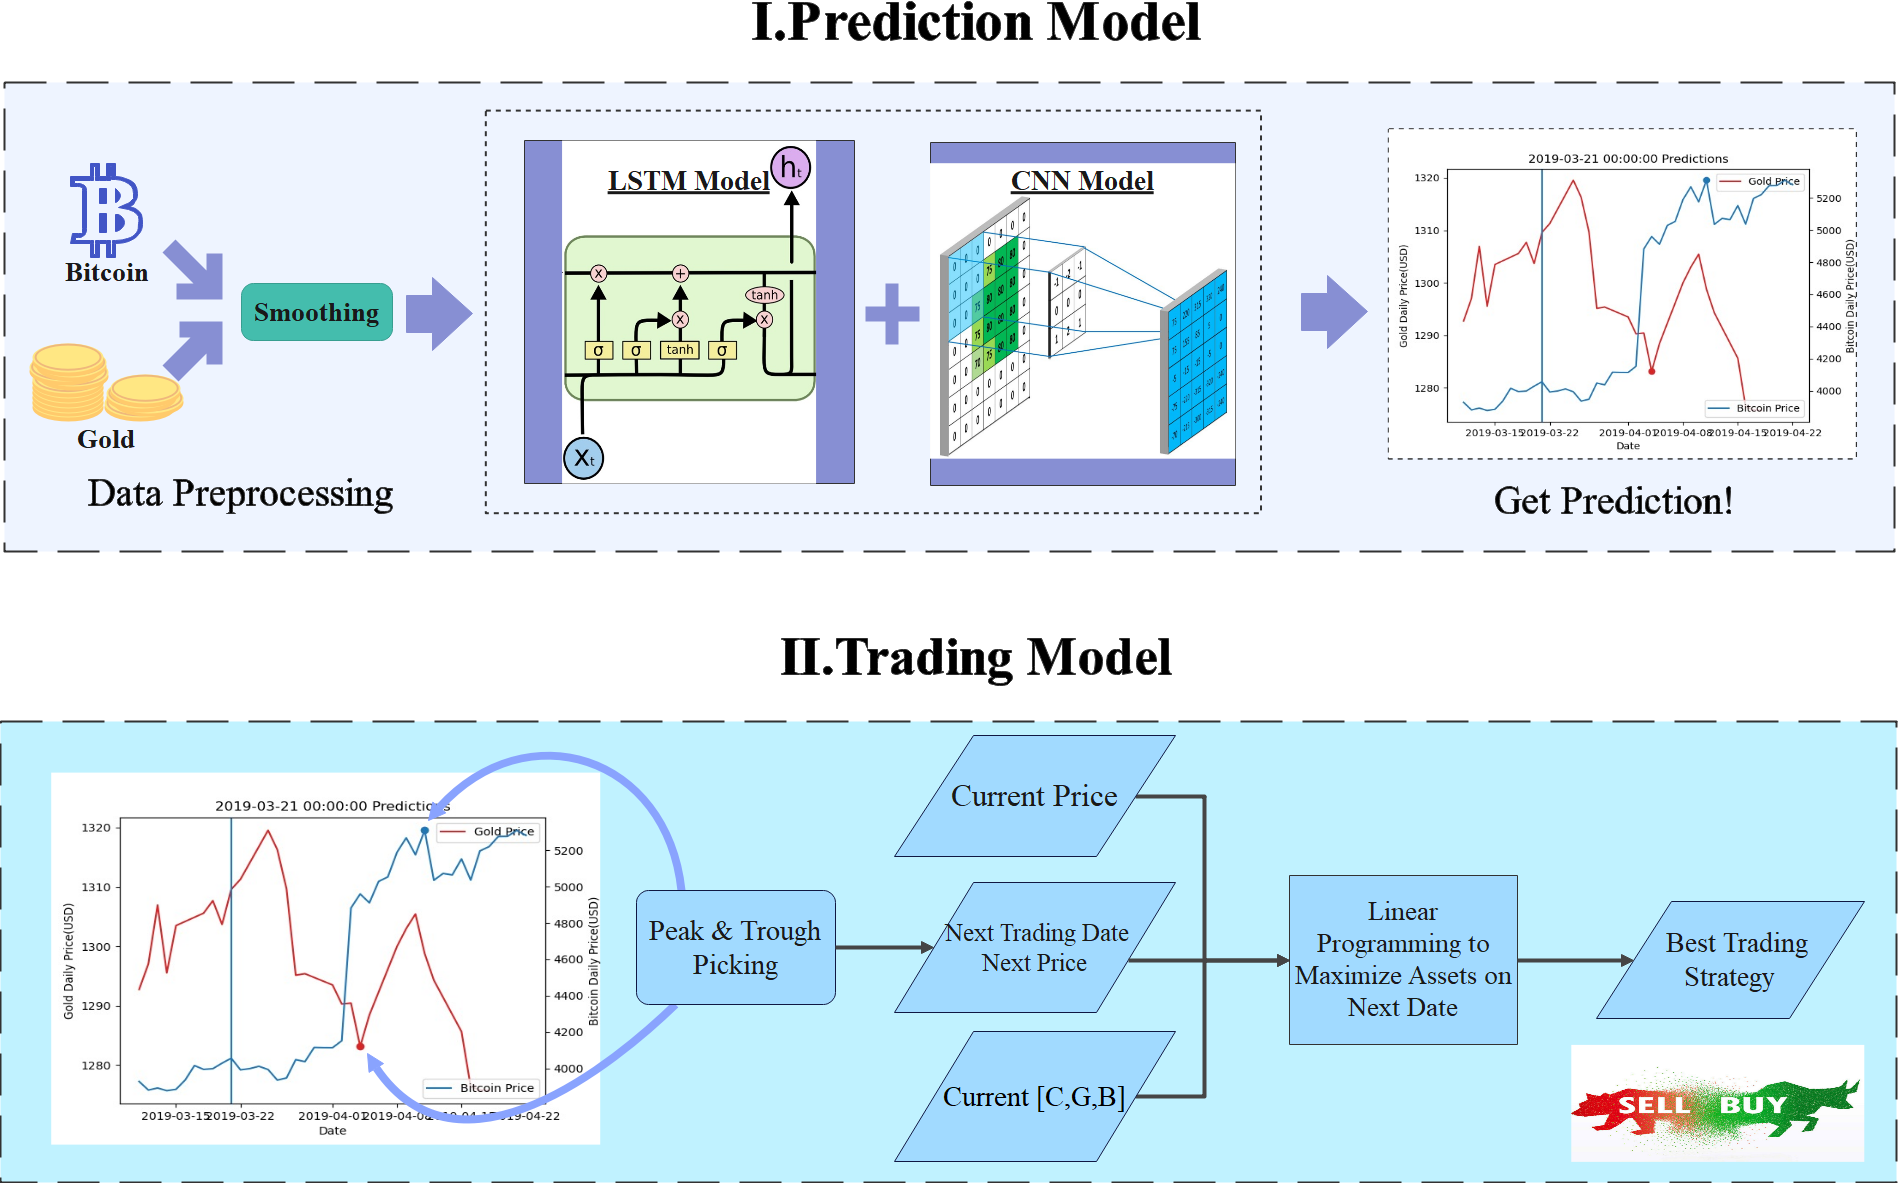 I.Prediction Model
Bitcoin
Gold
Smoothing
Data Preprocessing
LSTM Model
ht
x
+
tanh
x
x
σ
σ
tanh
σ
Xt
CNN Model
2019-03-21 00:00:00 Predictions
Gold Price
Bitcoin Price
1320
1310
1300
1290
1280
Gold Daily Price(USD)
5200
5000
4800
4600
4400
4200
4000
Bitcoin Daily Price(USD)
2019-03-15 2019-03-22 2019-04-01 2019-04-08 2019-04-15 2019-04-22
Date
Get Prediction!
II.Trading Model
2019-03-21 00:00:00 Predictions
Gold Price
Bitcoin Price
1320
1310
1300
1290
1280
Gold Daily Price(USD)
5200
5000
4800
4600
4400
4200
4000
Bitcoin Daily Price(USD)
2019-03-15 2019-03-22 2019-04-01 2019-04-22
Date
Peak & Trough
Picking
Current Price
Next Trading Date
Next Price
Current [C,G,B]
Linear
Programming to
Maximize Assets on
Next Date
Best Trading
Strategy
SELL BUY